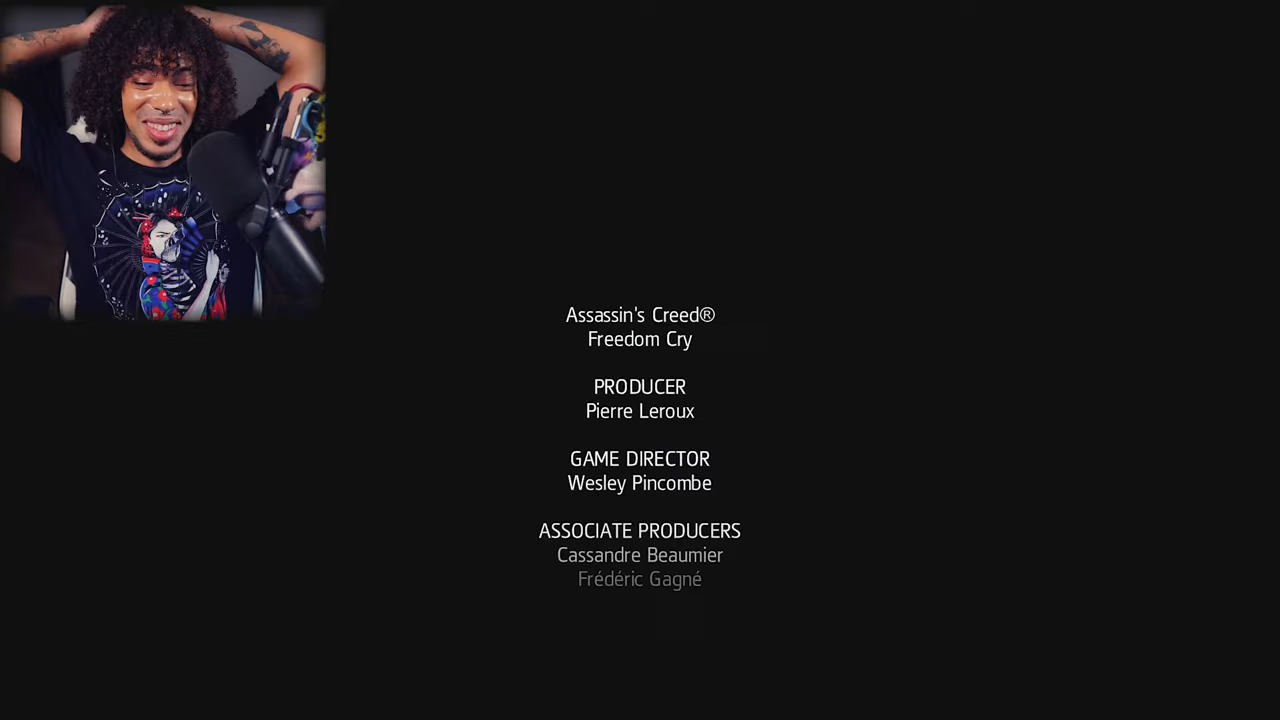 Assassin's Creed®
Freedom Cry
PRODUCER
Pierre Leroux
GAME DIRECTOR
Wesley Pincombe
ASSOCIATE PRODUCERS
Cassandre Beaumier
Frédéric Gagné